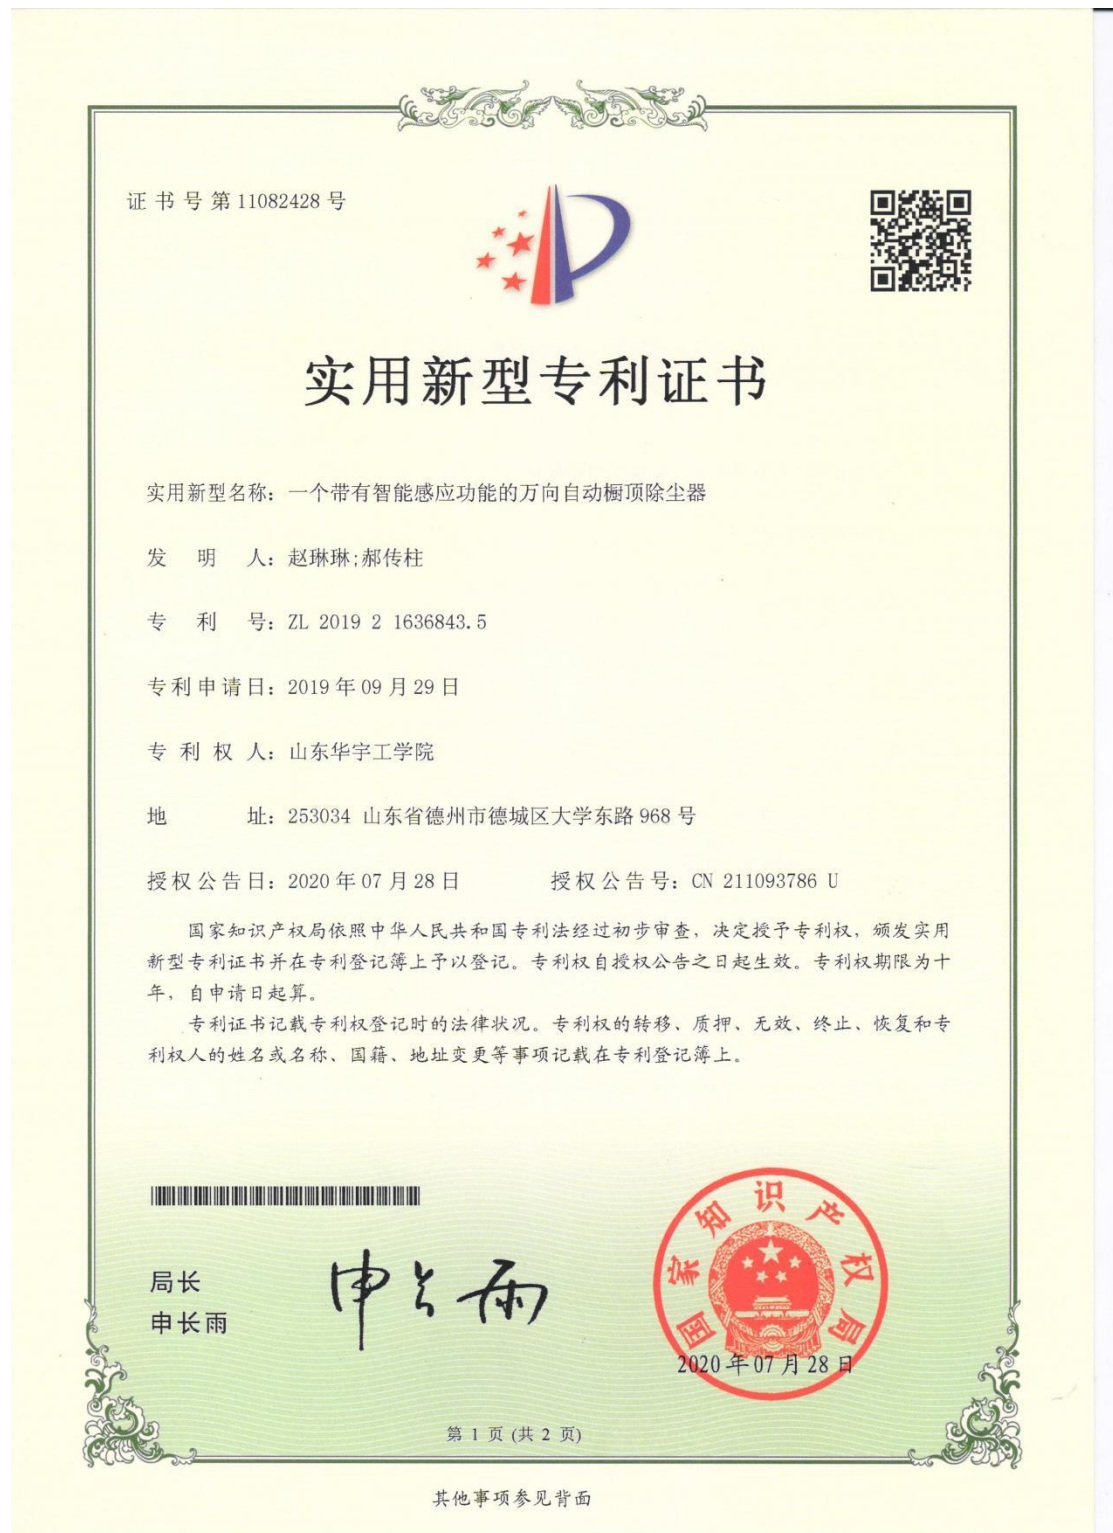 证书号第11082428号
实用新型专利证书
实用新型名称：一个带有智能感应功能的万向自动橱顶除尘器
发明人：赵琳琳;郝传柱
专利号：ZL 2019 2 1636843.5
专利申请日：2019年09月29日
专利权人：山东华宇工学院
地址：253034 山东省德州市德城区大学东路968号
授权公告日：2020年07月28日 授权公告号：CN 211093786 U
国家知识产权局依照中华人民共和国专利法经过初步审查，决定授予专利权，颁发实用
新型专利证书并在专利登记簿上予以登记。专利权自授权公告之日起生效。专利权期限为十
年，自申请日起算。
专利证书记载专利权登记时的法律状况。专利权的转移、质押、无效、终止、恢复和专
利权人的姓名或名称、国籍、地址变更等事项记载在专利登记簿上。
局长
申长雨
申长雨
国家知识产权局
2020年07月28日
第 1 页 (共 2 页)
其他事项参见背面